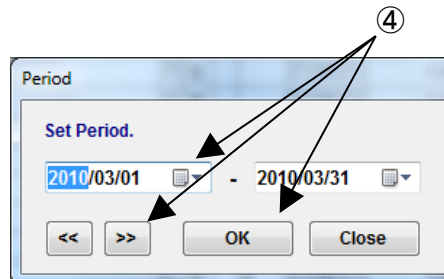 ④
Period
Set Period.
2010/03/01 - 2010/03/31
<< >> OK Close